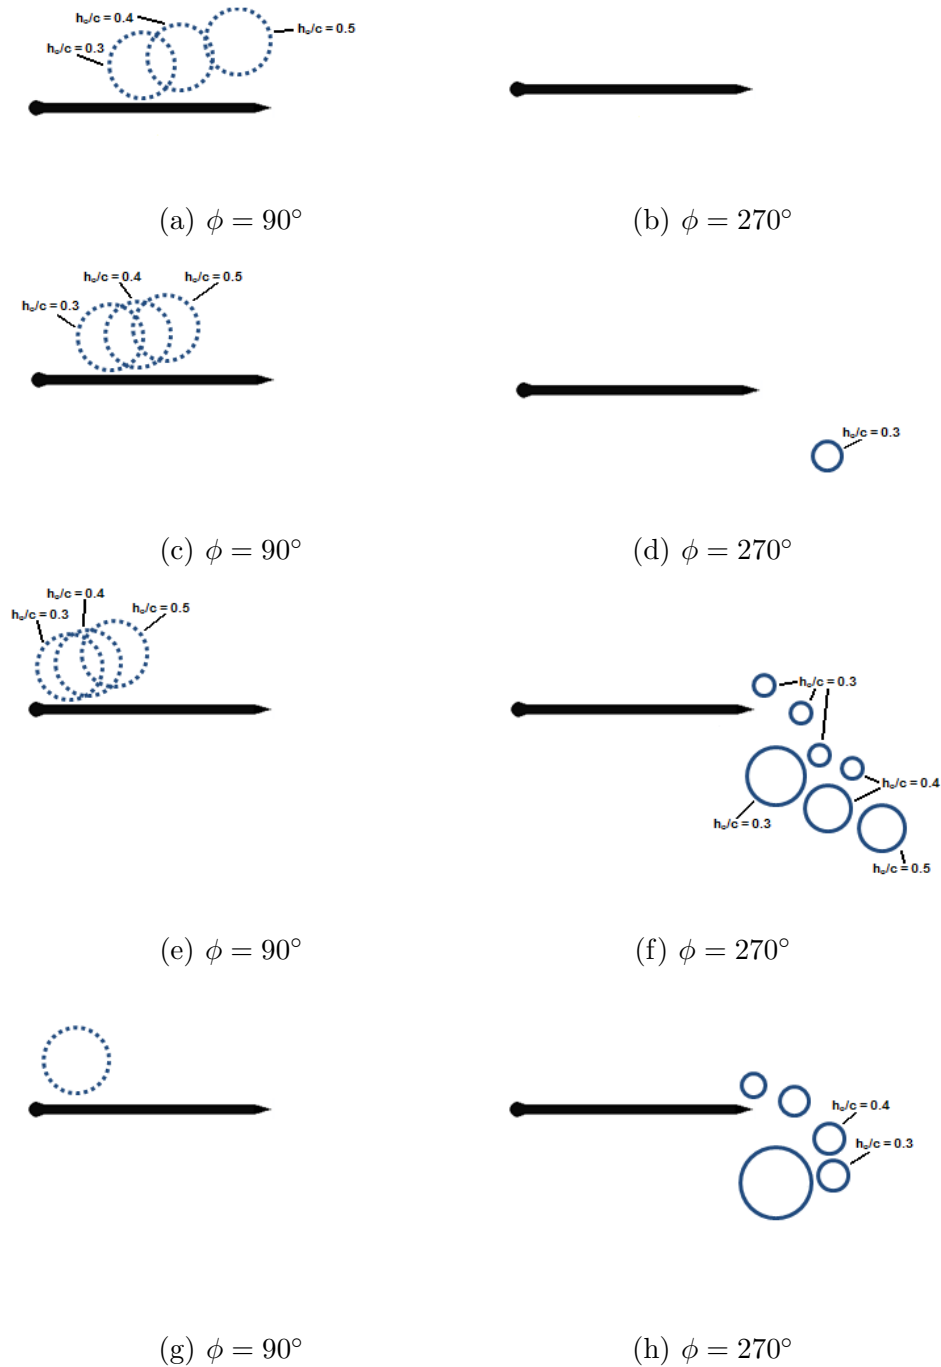 hₒ/c = 0.4
hₒ/c = 0.5
hₒ/c = 0.3
(a) ϕ = 90°
(b) ϕ = 270°
hₒ/c = 0.4
hₒ/c = 0.5
hₒ/c = 0.3
hₒ/c = 0.3
(c) ϕ = 90°
(d) ϕ = 270°
hₒ/c = 0.4
hₒ/c = 0.5
hₒ/c = 0.3
hₒ/c = 0.3
hₒ/c = 0.4
hₒ/c = 0.3
hₒ/c = 0.5
(e) ϕ = 90°
(f) ϕ = 270°
hₒ/c = 0.4
hₒ/c = 0.3
(g) ϕ = 90°
(h) ϕ = 270°